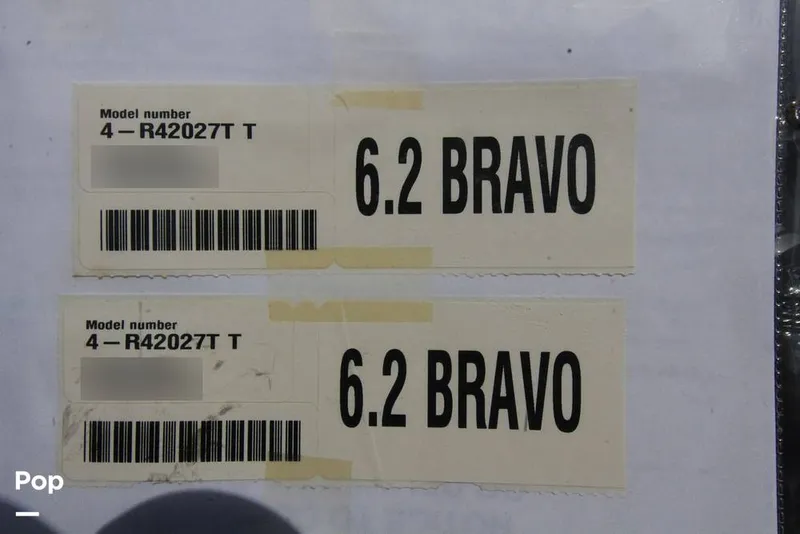 Model number
4-R42027T T
6.2 BRAVO
Model number
4-R42027T T
6.2 BRAVO
Pop